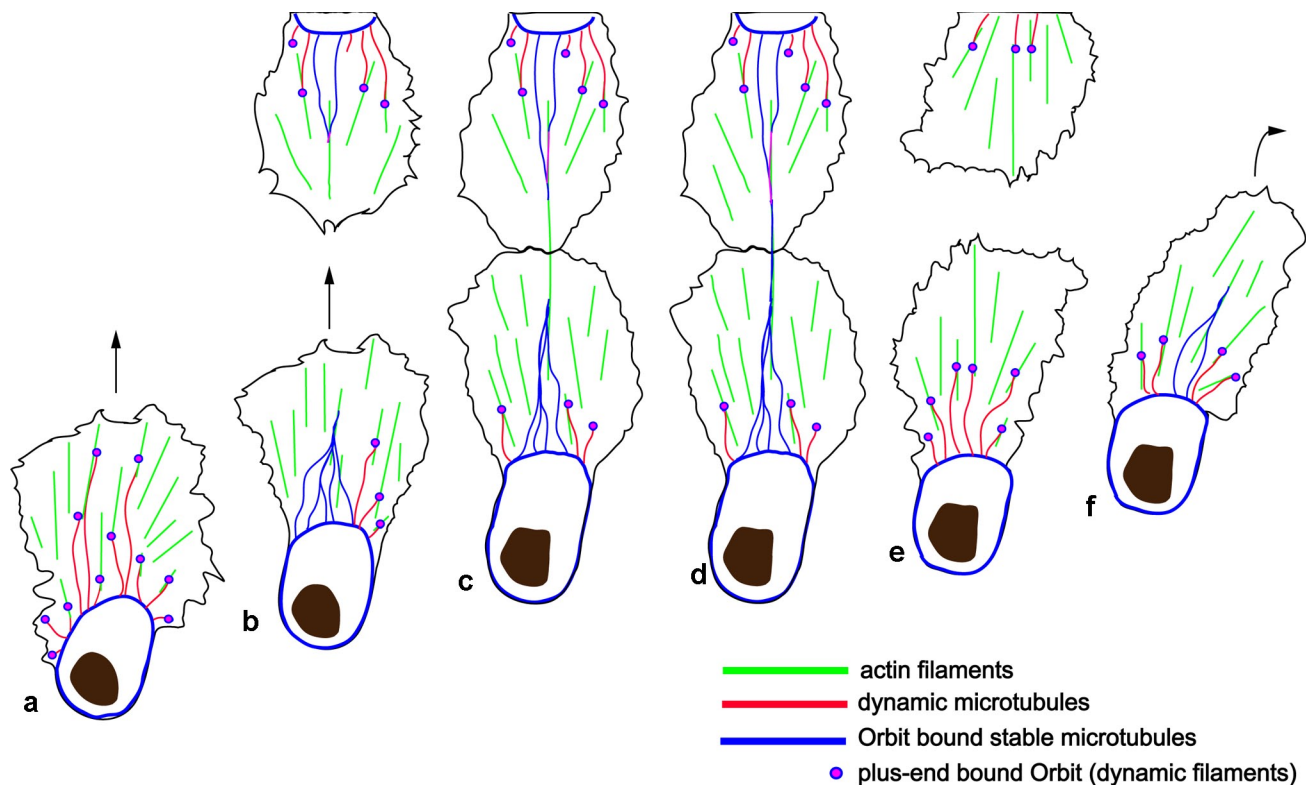 a
b
c
d
e
f
actin filaments
dynamic microtubules
Orbit bound stable microtubules
plus-end bound Orbit (dynamic filaments)